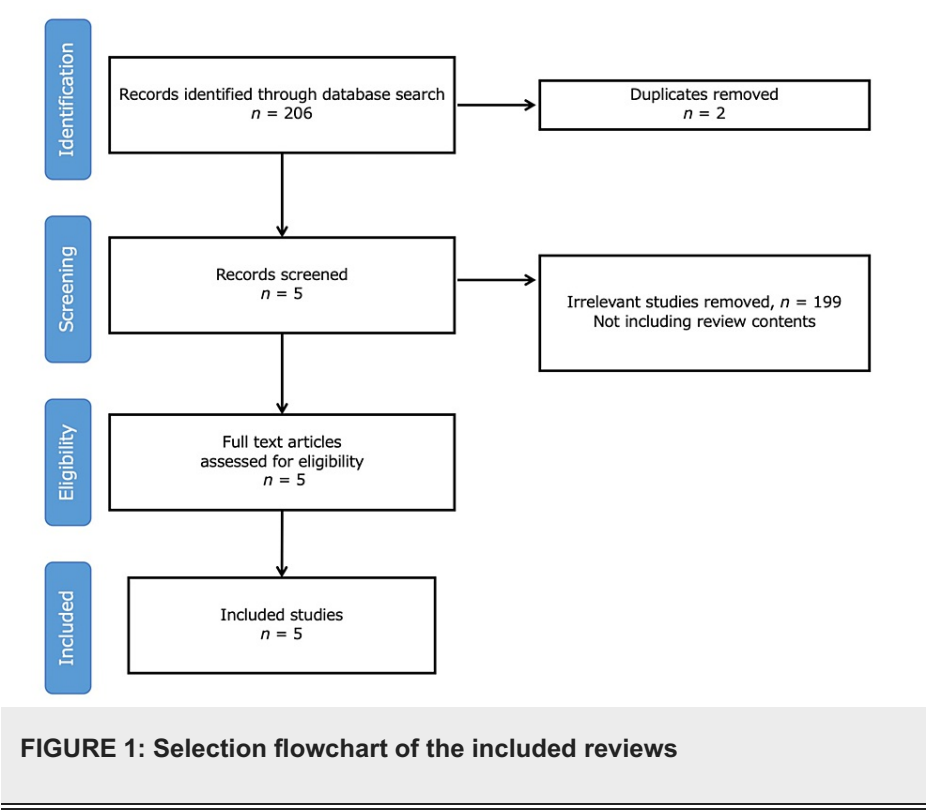 Identification
Records identified through database search
n = 206
Duplicates removed
n = 2
Screening
Records screened
n = 5
Irrelevant studies removed, n = 199
Not including review contents
Eligibility
Full text articles
assessed for eligibility
n = 5
Included
Included studies
n = 5
FIGURE 1: Selection flowchart of the included reviews